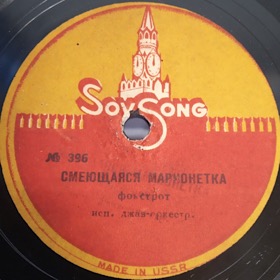 SovSong
№ 396
СМЕЮЩАЯСЯ МАРИОНЕТКА
фокстрот
исп. джаз-оркестр.
MADE IN USSR